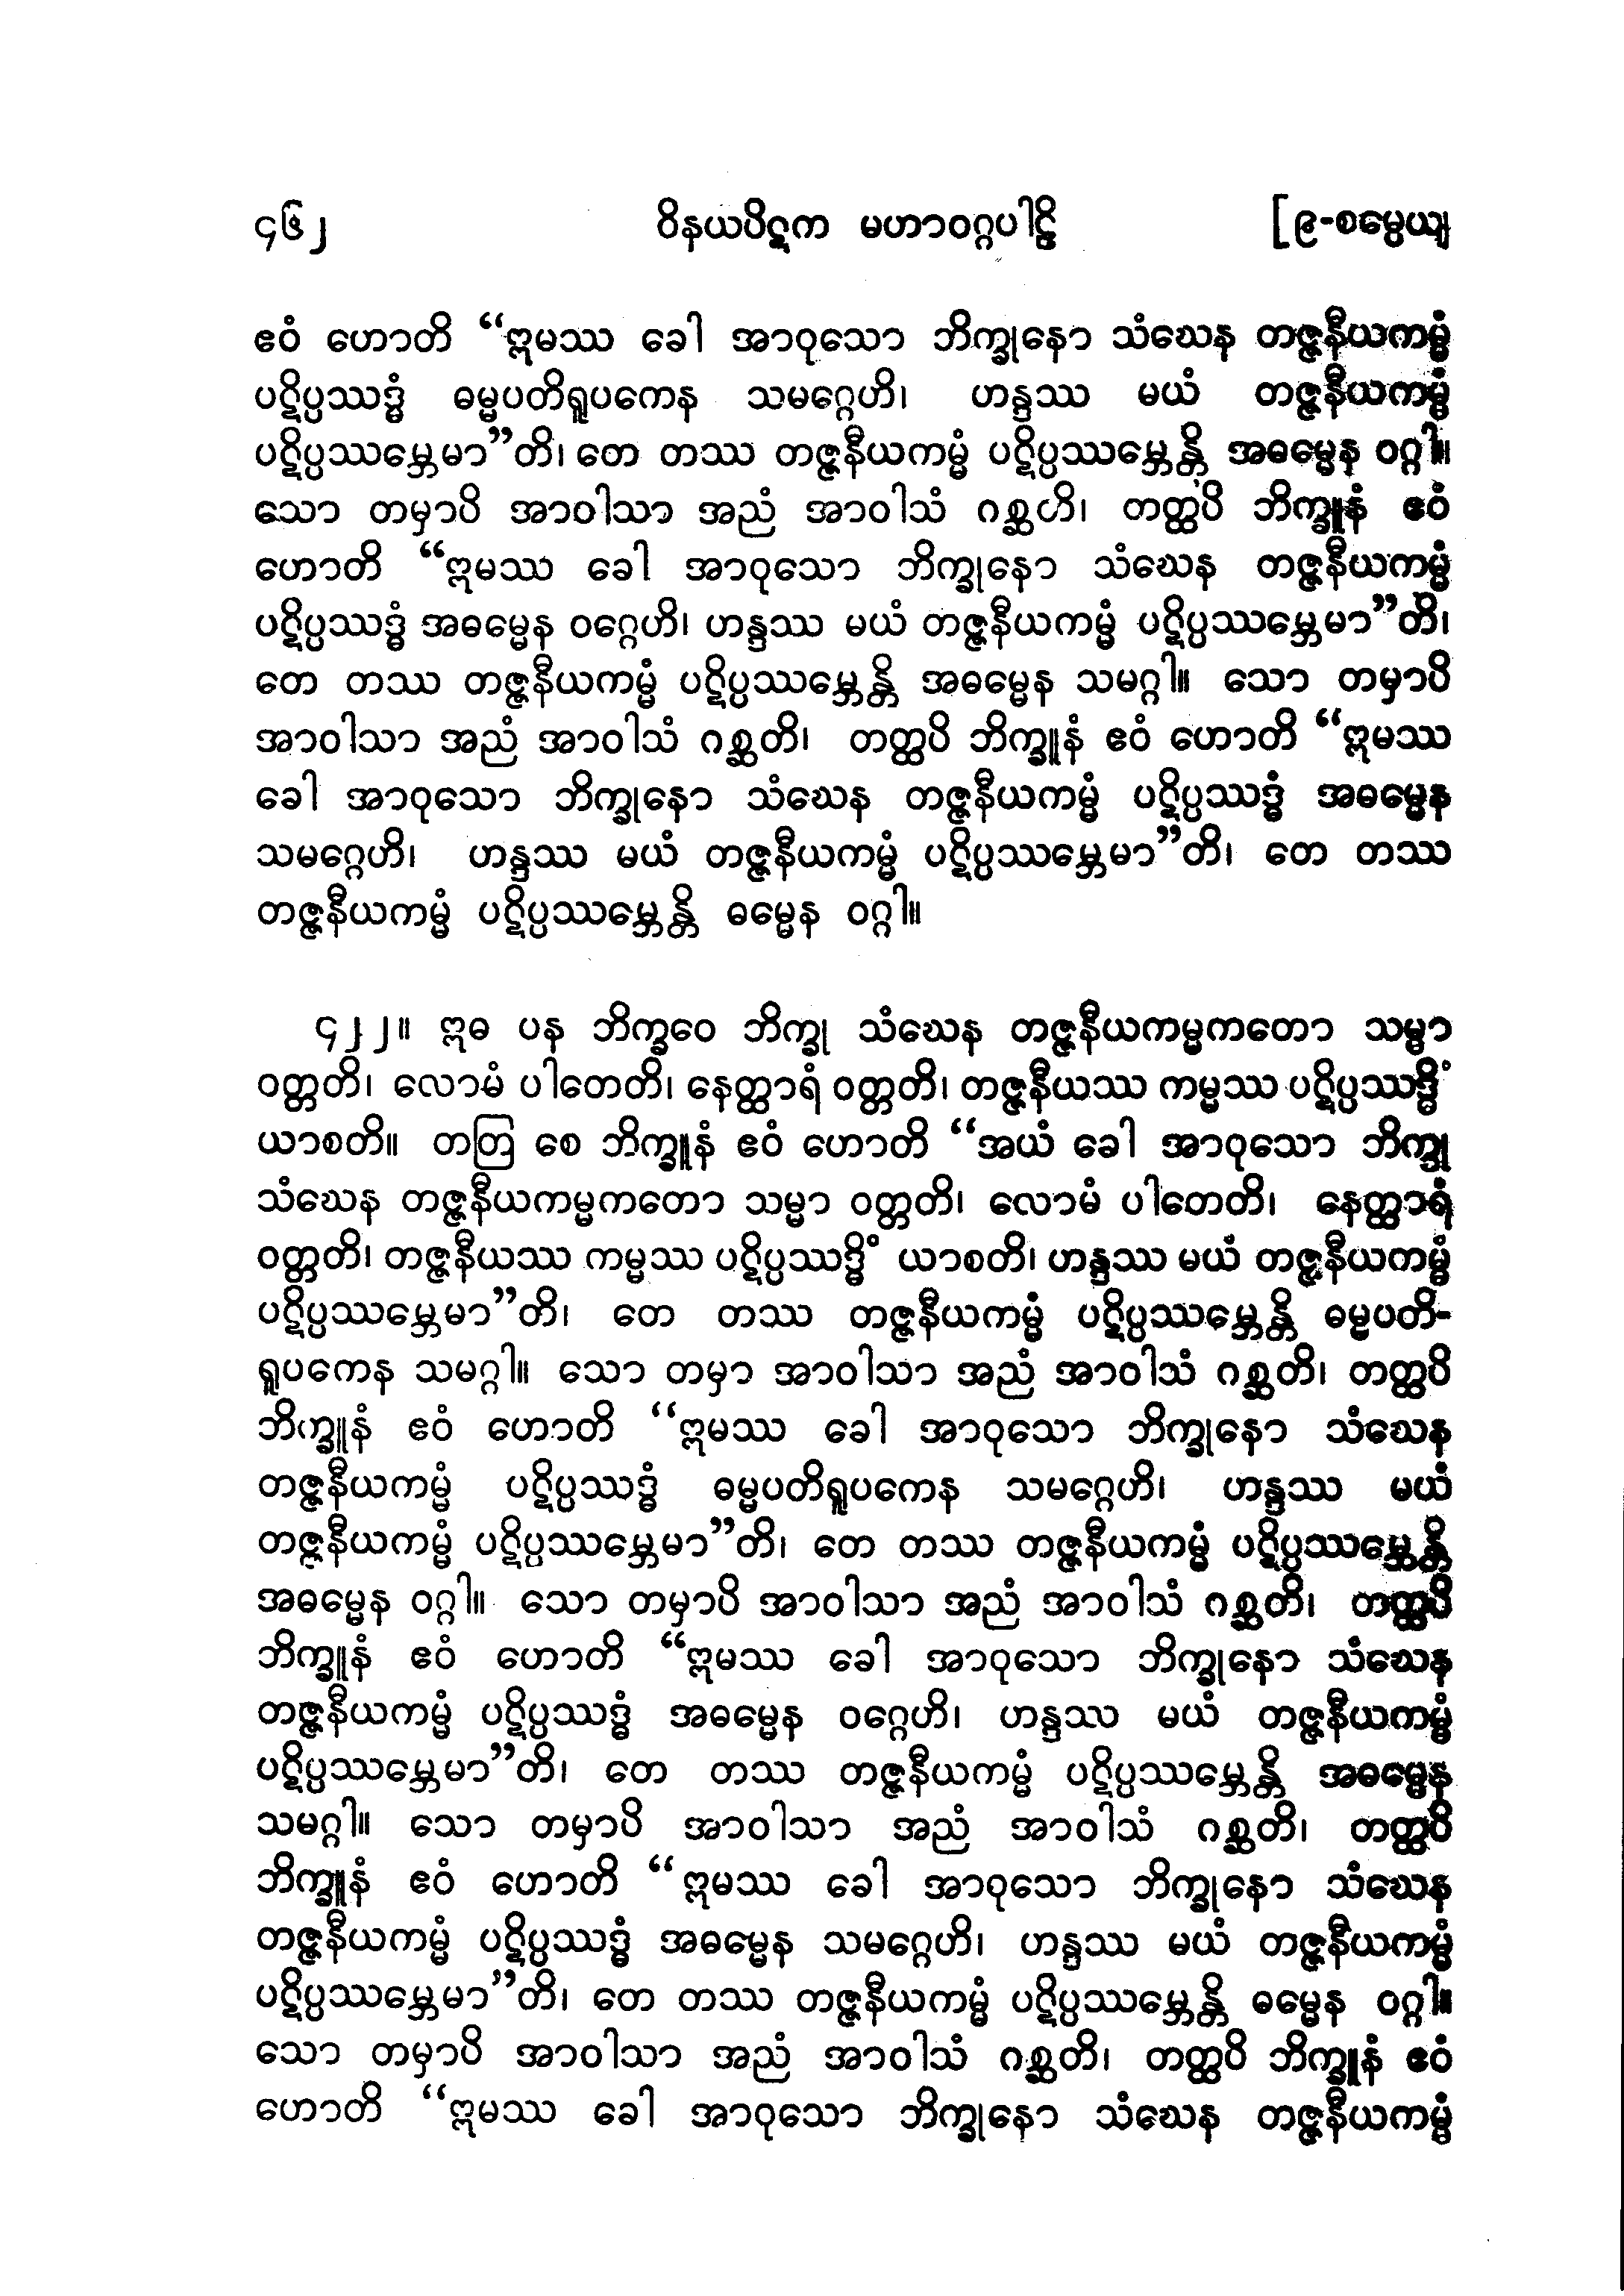 ၄၆၂ ဝိနယပိဋက မဟာဝဂ္ဂပါဠိ [၉-စမ္ပေယျ
ဧဝံ ဟောတိ “ဣမဿ ခေါ အာဝုသော ဘိက္ခုနော သံဃေန တဇ္ဇနီယကမ္မံ
ပဋိပ္ပဿဒ္ဓံ ဓမ္မပတိရူပကေန သမဂ္ဂေဟိ၊ ဟန္ဒဿ မယံ တဇ္ဇနီယကမ္မံ
ပဋိပ္ပဿမ္ဘေမာ”တိ၊ တေ တဿ တဇ္ဇနီယကမ္မံ ပဋိပ္ပဿမ္ဘေန္တိ အဓမ္မေန ဝဂ္ဂါ။
သော တမှာပိ အာဝါသာ အညံ အာဝါသံ ဂစ္ဆဟိ၊ တတ္ထပိ ဘိက္ခူနံ ဧဝံ
ဟောတိ “ဣမဿ ခေါ အာဝုသော ဘိက္ခုနော သံဃေန တဇ္ဇနီယကမ္မံ
ပဋိပ္ပဿဒ္ဓံ အဓမ္မေန ဝဂ္ဂေဟိ၊ ဟန္ဒဿ မယံ တဇ္ဇနီယကမ္မံ ပဋိပ္ပဿမ္ဘေမာ”တိ၊
တေ တဿ တဇ္ဇနီယကမ္မံ ပဋိပ္ပဿမ္ဘေန္တိ အဓမ္မေန သမဂ္ဂါ။ သော တမှာပိ
အာဝါသာ အညံ အာဝါသံ ဂစ္ဆတိ၊ တတ္ထပိ ဘိက္ခူနံ ဧဝံ ဟောတိ “ဣမဿ
ခေါ အာဝုသော ဘိက္ခုနော သံဃေန တဇ္ဇနီယကမ္မံ ပဋိပ္ပဿဒ္ဓံ အဓမ္မေန
သမဂ္ဂေဟိ၊ ဟန္ဒဿ မယံ တဇ္ဇနီယကမ္မံ ပဋိပ္ပဿမ္ဘေမာ”တိ၊ တေ တဿ
တဇ္ဇနီယကမ္မံ ပဋိပ္ပဿမ္ဘေန္တိ ဓမ္မေန ဝဂ္ဂါ။
၄၂၂။ ဣဓ ပန ဘိက္ခဝေ ဘိက္ခု သံဃေန တဇ္ဇနီယကမ္မကတော သမ္မာ
ဝတ္တတိ၊ လောမံ ပါတေတိ၊ နေတ္ထာရံ ဝတ္တတိ၊ တဇ္ဇနီယဿ ကမ္မဿ ပဋိပ္ပဿဒ္ဓိံ
ယာစတိ။ တတြ စေ ဘိက္ခူနံ ဧဝံ ဟောတိ “အယံ ခေါ အာဝုသော ဘိက္ခု
သံဃေန တဇ္ဇနီယကမ္မကတော သမ္မာ ဝတ္တတိ၊ လောမံ ပါတေတိ၊ နေတ္ထာရံ
ဝတ္တတိ၊ တဇ္ဇနီယဿ ကမ္မဿ ပဋိပ္ပဿဒ္ဓိံ ယာစတိ၊ ဟန္ဒဿ မယံ တဇ္ဇနီယကမ္မံ
ပဋိပ္ပဿမ္ဘေမာ”တိ၊ တေ တဿ တဇ္ဇနီယကမ္မံ ပဋိပ္ပဿမ္ဘေန္တိ ဓမ္မပတိ-
ရူပကေန သမဂ္ဂါ။ သော တမှာ အာဝါသာ အညံ အာဝါသံ ဂစ္ဆတိ၊ တတ္ထပိ
ဘိက္ခူနံ ဧဝံ ဟောတိ “ဣမဿ ခေါ အာဝုသော ဘိက္ခုနော သံဃေန
တဇ္ဇနီယကမ္မံ ပဋိပ္ပဿဒ္ဓံ ဓမ္မပတိရူပကေန သမဂ္ဂေဟိ၊ ဟန္ဒဿ မယံ
တဇ္ဇနီယကမ္မံ ပဋိပ္ပဿမ္ဘေမာ”တိ၊ တေ တဿ တဇ္ဇနီယကမ္မံ ပဋိပ္ပဿမ္ဘေန္တိ
အဓမ္မေန ဝဂ္ဂါ။ သော တမှာပိ အာဝါသာ အညံ အာဝါသံ ဂစ္ဆတိ၊ တတ္ထပိ
ဘိက္ခူနံ ဧဝံ ဟောတိ “ဣမဿ ခေါ အာဝုသော ဘိက္ခုနော သံဃေန
တဇ္ဇနီယကမ္မံ ပဋိပ္ပဿဒ္ဓံ အဓမ္မေန ဝဂ္ဂေဟိ၊ ဟန္ဒဿ မယံ တဇ္ဇနီယကမ္မံ
ပဋိပ္ပဿမ္ဘေမာ”တိ၊ တေ တဿ တဇ္ဇနီယကမ္မံ ပဋိပ္ပဿမ္ဘေန္တိ အဓမ္မေန
သမဂ္ဂါ။ သော တမှာပိ အာဝါသာ အညံ အာဝါသံ ဂစ္ဆတိ၊ တတ္ထပိ
ဘိက္ခူနံ ဧဝံ ဟောတိ “ဣမဿ ခေါ အာဝုသော ဘိက္ခုနော သံဃေန
တဇ္ဇနီယကမ္မံ ပဋိပ္ပဿဒ္ဓံ အဓမ္မေန သမဂ္ဂေဟိ၊ ဟန္ဒဿ မယံ တဇ္ဇနီယကမ္မံ
ပဋိပ္ပဿမ္ဘေမာ”တိ၊ တေ တဿ တဇ္ဇနီယကမ္မံ ပဋိပ္ပဿမ္ဘေန္တိ ဓမ္မေန ဝဂ္ဂါ။
သော တမှာပိ အာဝါသာ အညံ အာဝါသံ ဂစ္ဆတိ၊ တတ္ထပိ ဘိက္ခူနံ ဧဝံ
ဟောတိ “ဣမဿ ခေါ အာဝုသော ဘိက္ခုနော သံဃေန တဇ္ဇနီယကမ္မံ